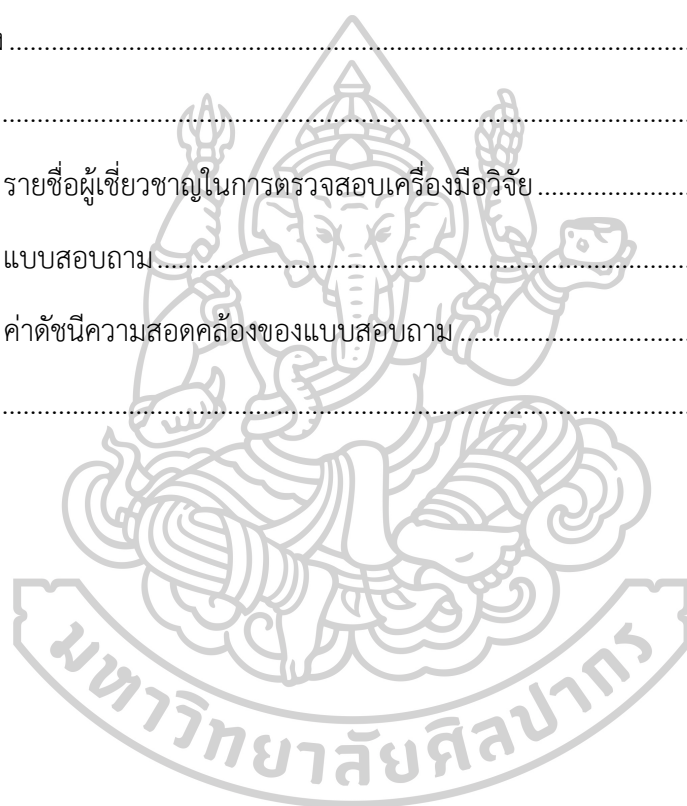 ................................................................................
................................................................................
รายชื่อผู้เชี่ยวชาญในการตรวจสอบเครื่องมือวิจัย ......................
แบบสอบถาม................................................................................
ค่าดัชนีความสอดคล้องของแบบสอบถาม ..................................
................................................................................
มหาวิทยาลัยศิลปากร